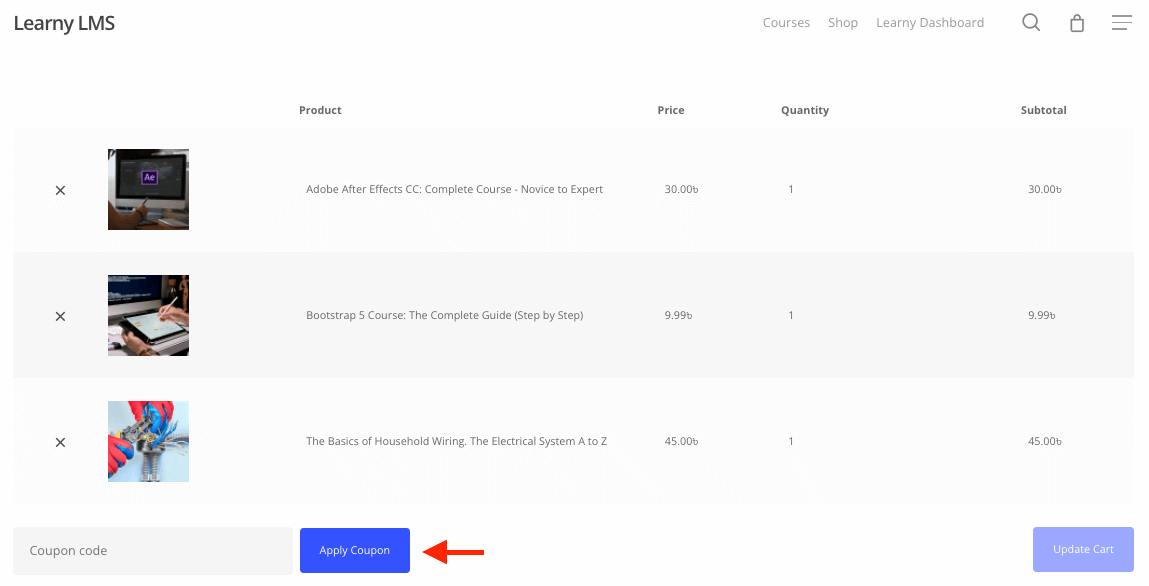 Learny LMS
Courses Shop Learny Dashboard
Product Price Quantity Subtotal
Ae
Adobe After Effects CC: Complete Course - Novice to Expert 30.00৳ 1 30.00৳
Bootstrap 5 Course: The Complete Guide (Step by Step) 9.99৳ 1 9.99৳
The Basics of Household Wiring. The Electrical System A to Z 45.00৳ 1 45.00৳
Coupon code Apply Coupon Update Cart